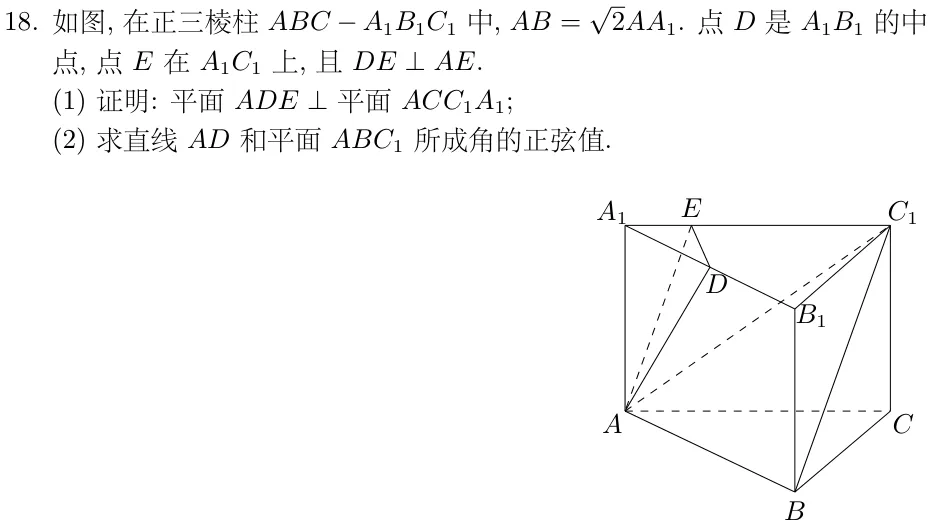 18. 如图, 在正三棱柱 ABC − A₁B₁C₁ 中, AB = √2AA₁. 点 D 是 A₁B₁ 的中
点, 点 E 在 A₁C₁ 上, 且 DE ⊥ AE.
(1) 证明: 平面 ADE ⊥ 平面 ACC₁A₁;
(2) 求直线 AD 和平面 ABC₁ 所成角的正弦值.
A₁ E C₁
D
B₁
A C
B